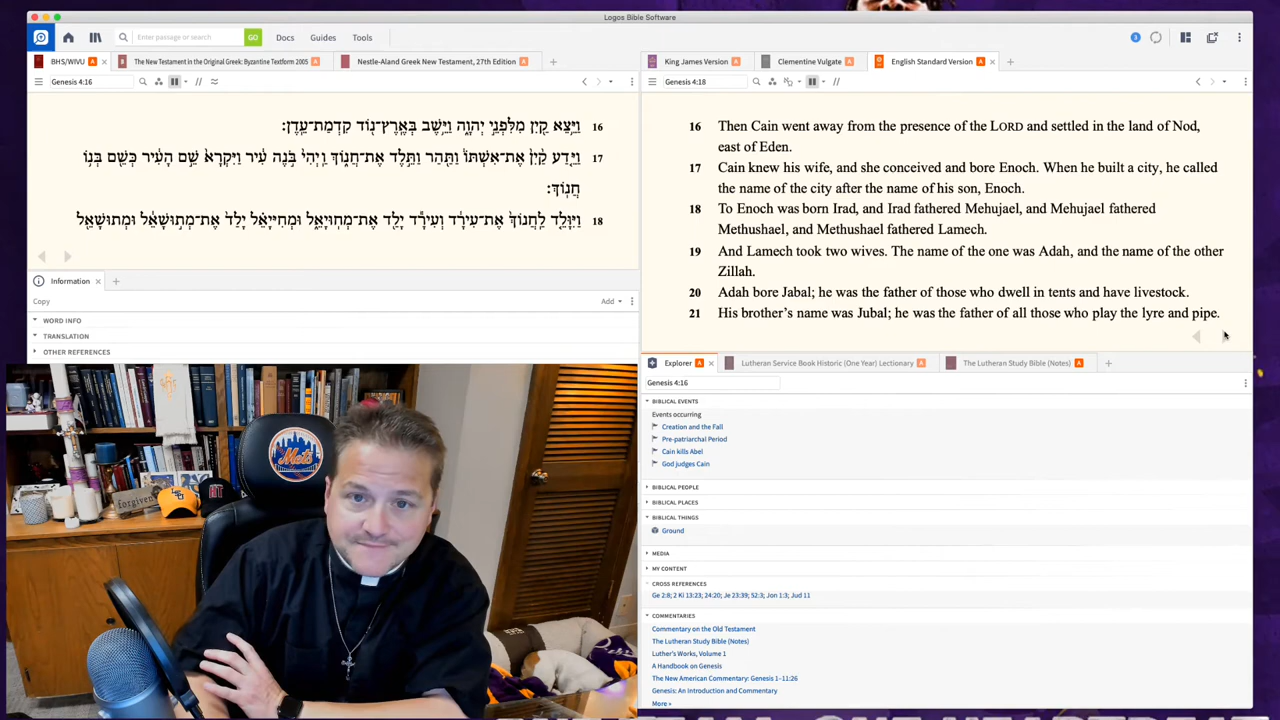 Logos Bible Software
Enter passage or search
GO
Docs
Guides
Tools
3
BHS/WIVU A
The New Testament in the Original Greek: Byzantine Textform 2005 A
Nestle-Aland Greek New Testament, 27th Edition A
King James Version A
Clementine Vulgate A
English Standard Version A
Genesis 4:16
Genesis 4:18
16 וַיֵּ֥צֵא קַ֖יִן מִלִּפְנֵ֣י יְהוָ֑ה וַיֵּ֥שֶׁב בְּאֶֽרֶץ־נ֖וֹד קִדְמַת־עֵֽדֶן׃
17 וַיֵּ֤דַע קַ֙יִן֙ אֶת־אִשְׁתּ֔וֹ וַתַּ֖הַר וַתֵּ֣לֶד אֶת־חֲנ֑וֹךְ וַֽיְהִי֙ בֹּ֣נֶה עִ֔יר וַיִּקְרָא֙ שֵׁ֣ם הָעִ֔יר כְּשֵׁ֖ם בְּנ֥וֹ
חֲנֽוֹךְ׃
18 וַיִּוָּלֵ֤ד לַֽחֲנוֹךְ֙ אֶת־עִירָ֔ד וְעִירָ֕ד יָלַ֖ד אֶת־מְחֽוּיָאֵ֑ל וּמְחִיּיָאֵ֗ל יָלַד֙ אֶת־מְת֣וּשָׁאֵ֔ל וּמְתוּשָׁאֵ֖ל
16 Then Cain went away from the presence of the LORD and settled in the land of Nod,
east of Eden.
17 Cain knew his wife, and she conceived and bore Enoch. When he built a city, he called
the name of the city after the name of his son, Enoch.
18 To Enoch was born Irad, and Irad fathered Mehujael, and Mehujael fathered
Methushael, and Methushael fathered Lamech.
19 And Lamech took two wives. The name of the one was Adah, and the name of the other
Zillah.
20 Adah bore Jabal; he was the father of those who dwell in tents and have livestock.
21 His brother's name was Jubal; he was the father of all those who play the lyre and pipe.
Information
Copy
Add
WORD INFO
TRANSLATION
OTHER REFERENCES
Explorer A
Lutheran Service Book Historic (One Year) Lectionary A
The Lutheran Study Bible (Notes) A
Genesis 4:16
BIBLICAL EVENTS
Events occurring
Creation and the Fall
Pre-patriarchal Period
Cain kills Abel
God judges Cain
BIBLICAL PEOPLE
BIBLICAL PLACES
BIBLICAL THINGS
Ground
MEDIA
MY CONTENT
CROSS REFERENCES
Ge 2:8; 2 Ki 13:23; 24:20; Je 23:39; 52:3; Jon 1:3; Jud 11
COMMENTARIES
Commentary on the Old Testament
The Lutheran Study Bible (Notes)
Luther's Works, Volume 1
A Handbook on Genesis
The New American Commentary: Genesis 1–11:26
Genesis: An Introduction and Commentary
More »
Mets
Forgiven